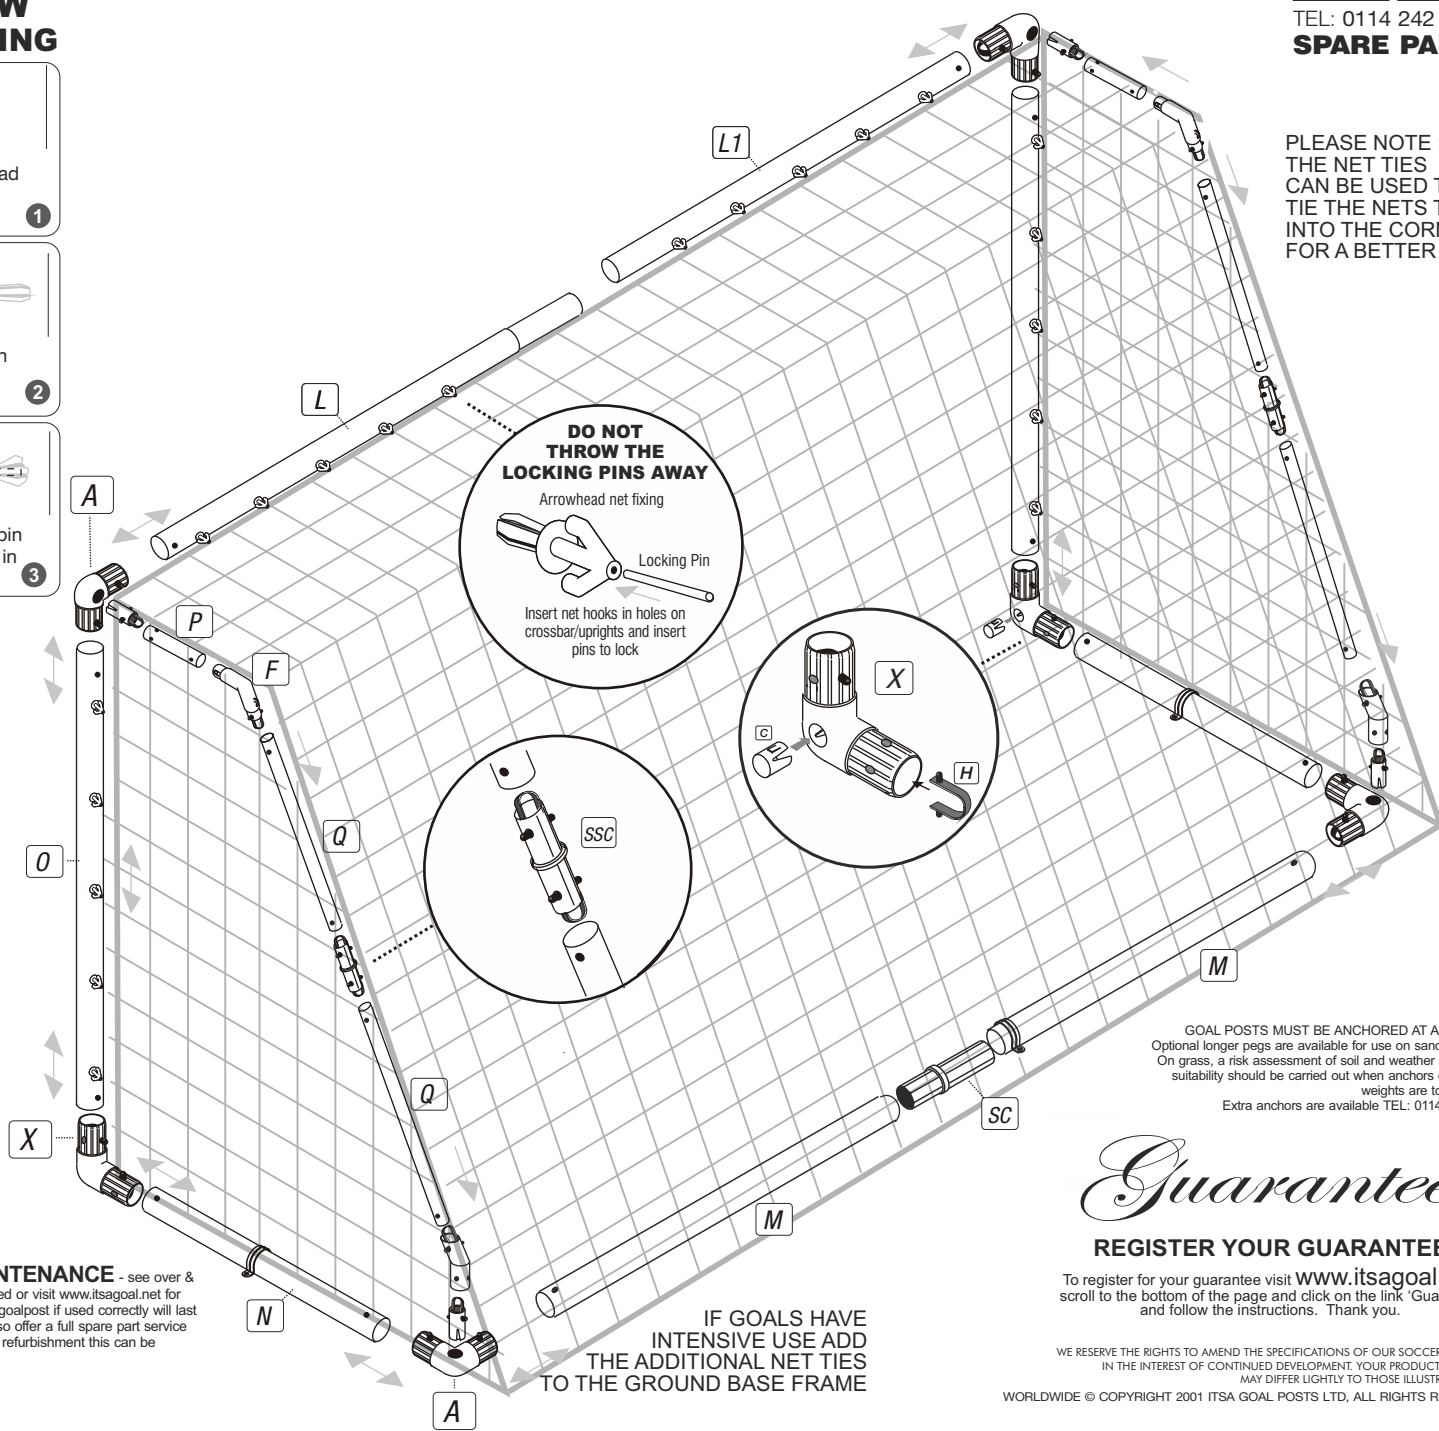 W
ING
ad
1
n
2
pin
in
3
TEL: 0114 242
SPARE PA
PLEASE NOTE
THE NET TIES
CAN BE USED T
TIE THE NETS T
INTO THE COR
FOR A BETTER
L1
L
A
P
F
Q
O
Q
X
N
A
M
M
SC
DO NOT
THROW THE
LOCKING PINS AWAY
Arrowhead net fixing
Locking Pin
Insert net hooks in holes on
crossbar/uprights and insert
pins to lock
SSC
X
C
H
GOAL POSTS MUST BE ANCHORED AT A
Optional longer pegs are available for use on sand
On grass, a risk assessment of soil and weather
suitability should be carried out when anchors
weights are to
Extra anchors are available TEL: 0114
Guarantee
REGISTER YOUR GUARANTEE
To register for your guarantee visit www.itsagoal
scroll to the bottom of the page and click on the link ‘Gua
and follow the instructions. Thank you.
WE RESERVE THE RIGHTS TO AMEND THE SPECIFICATIONS OF OUR SOCCER
IN THE INTEREST OF CONTINUED DEVELOPMENT. YOUR PRODUCT
MAY DIFFER LIGHTLY TO THOSE ILLUSTR
WORLDWIDE © COPYRIGHT 2001 ITSA GOAL POSTS LTD, ALL RIGHTS R
NTENANCE - see over &
ed or visit www.itsagoal.net for
goalpost if used correctly will last
so offer a full spare part service
refurbishment this can be
IF GOALS HAVE
INTENSIVE USE ADD
THE ADDITIONAL NET TIES
TO THE GROUND BASE FRAME